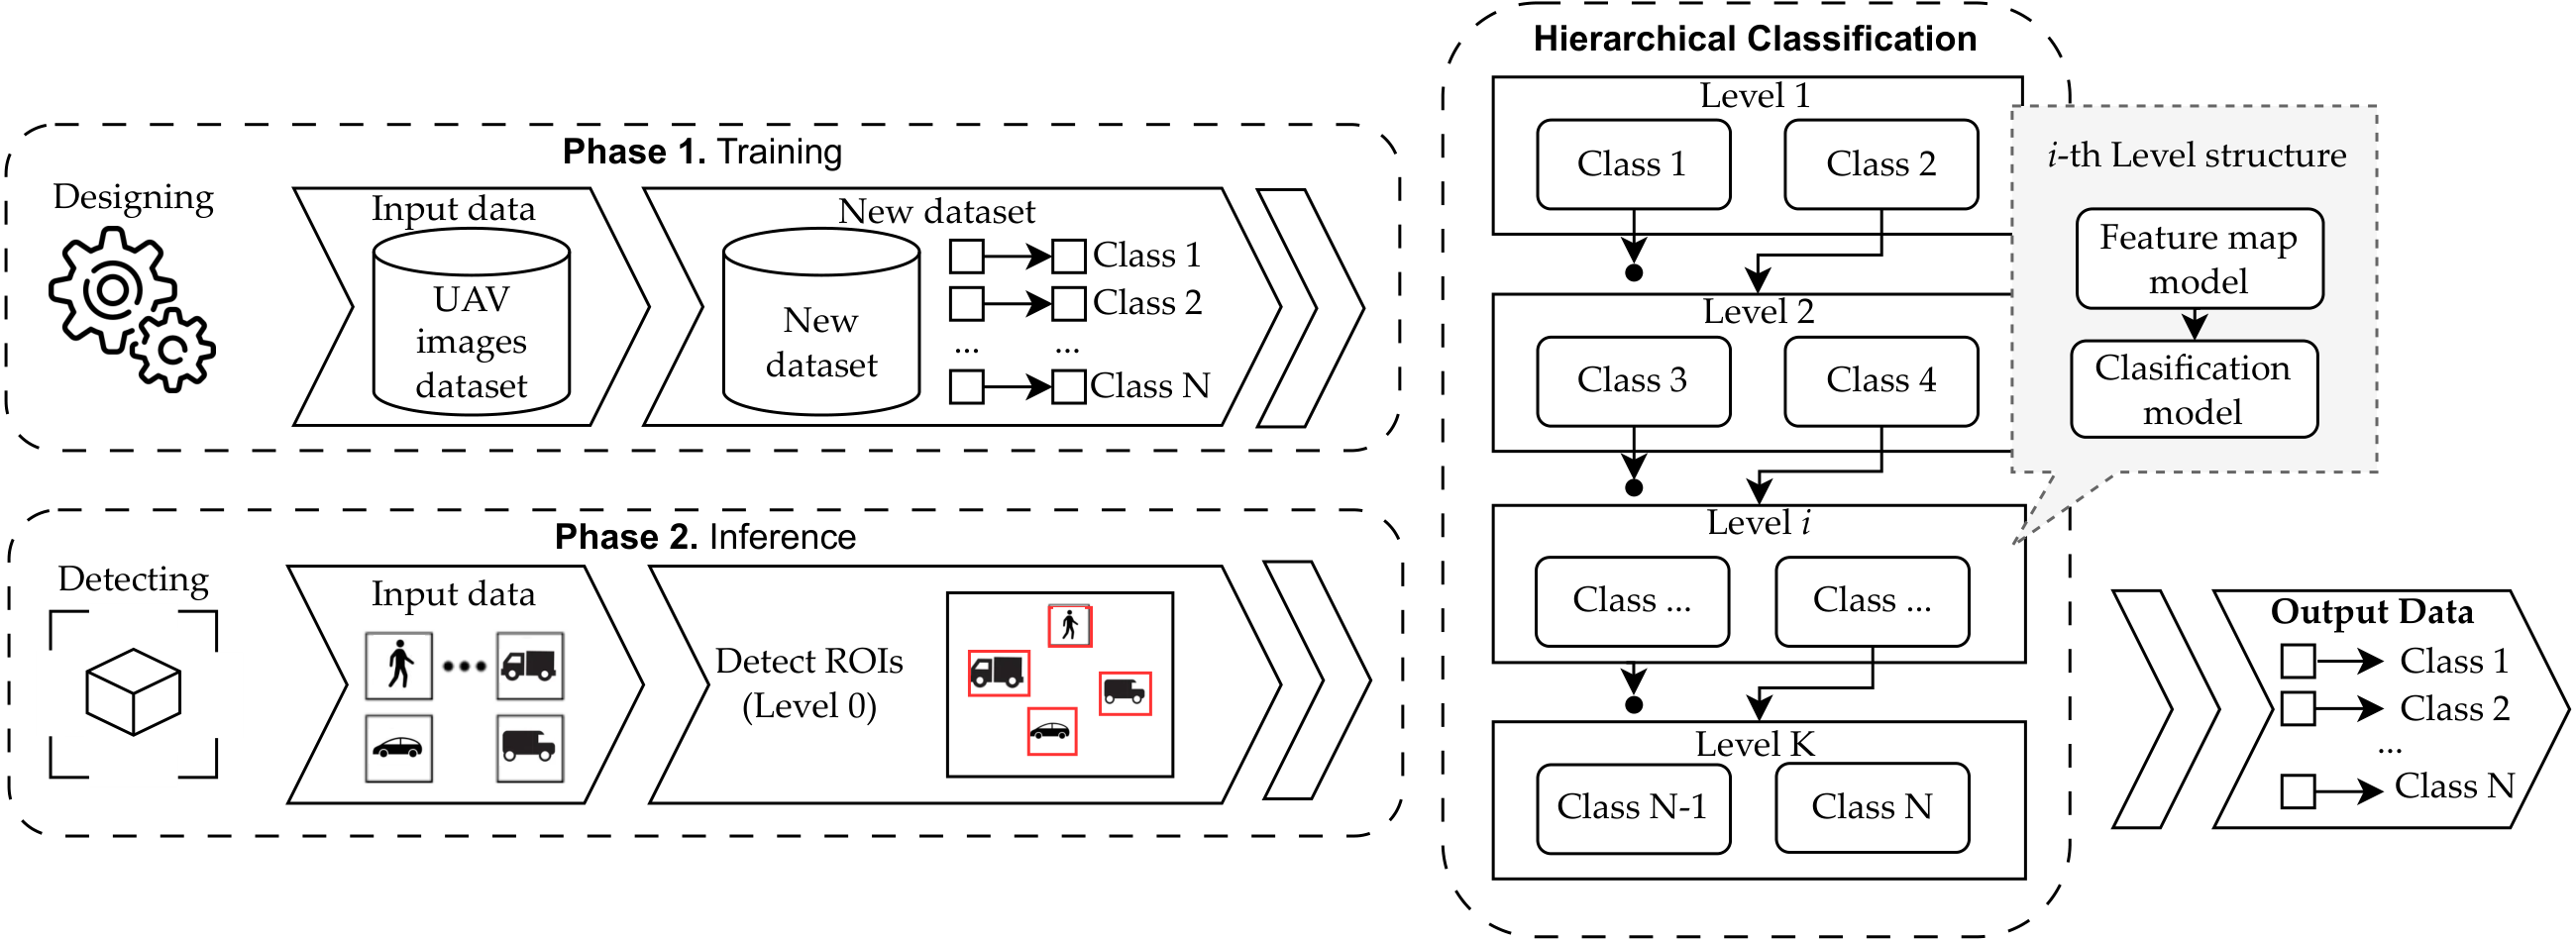 Phase 1. Training
Designing
Input data
UAV
images
dataset
New dataset
New
dataset
Class 1
Class 2
... ...
Class N
Phase 2. Inference
Detecting
Input data
Detect ROIs
(Level 0)
Hierarchical Classification
Level 1
Class 1
Class 2
Level 2
Class 3
Class 4
Level i
Class ...
Class ...
Level K
Class N-1
Class N
i-th Level structure
Feature map
model
Clasification
model
Output Data
Class 1
Class 2
...
Class N